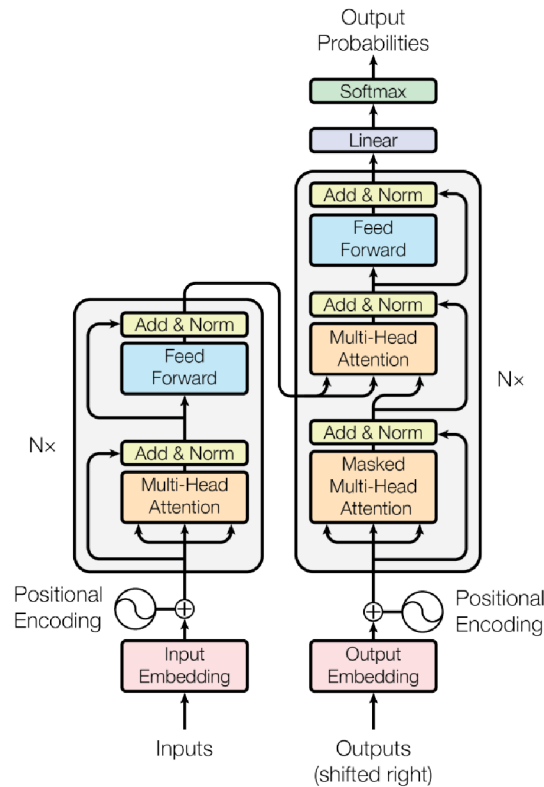 Output
Probabilities
Softmax
Linear
Add & Norm
Feed
Forward
Add & Norm
Multi-Head
Attention
Nx
Add & Norm
Masked
Multi-Head
Attention
Add & Norm
Feed
Forward
Nx
Add & Norm
Multi-Head
Attention
Positional
Encoding
Positional
Encoding
Input
Embedding
Output
Embedding
Inputs
Outputs
(shifted right)